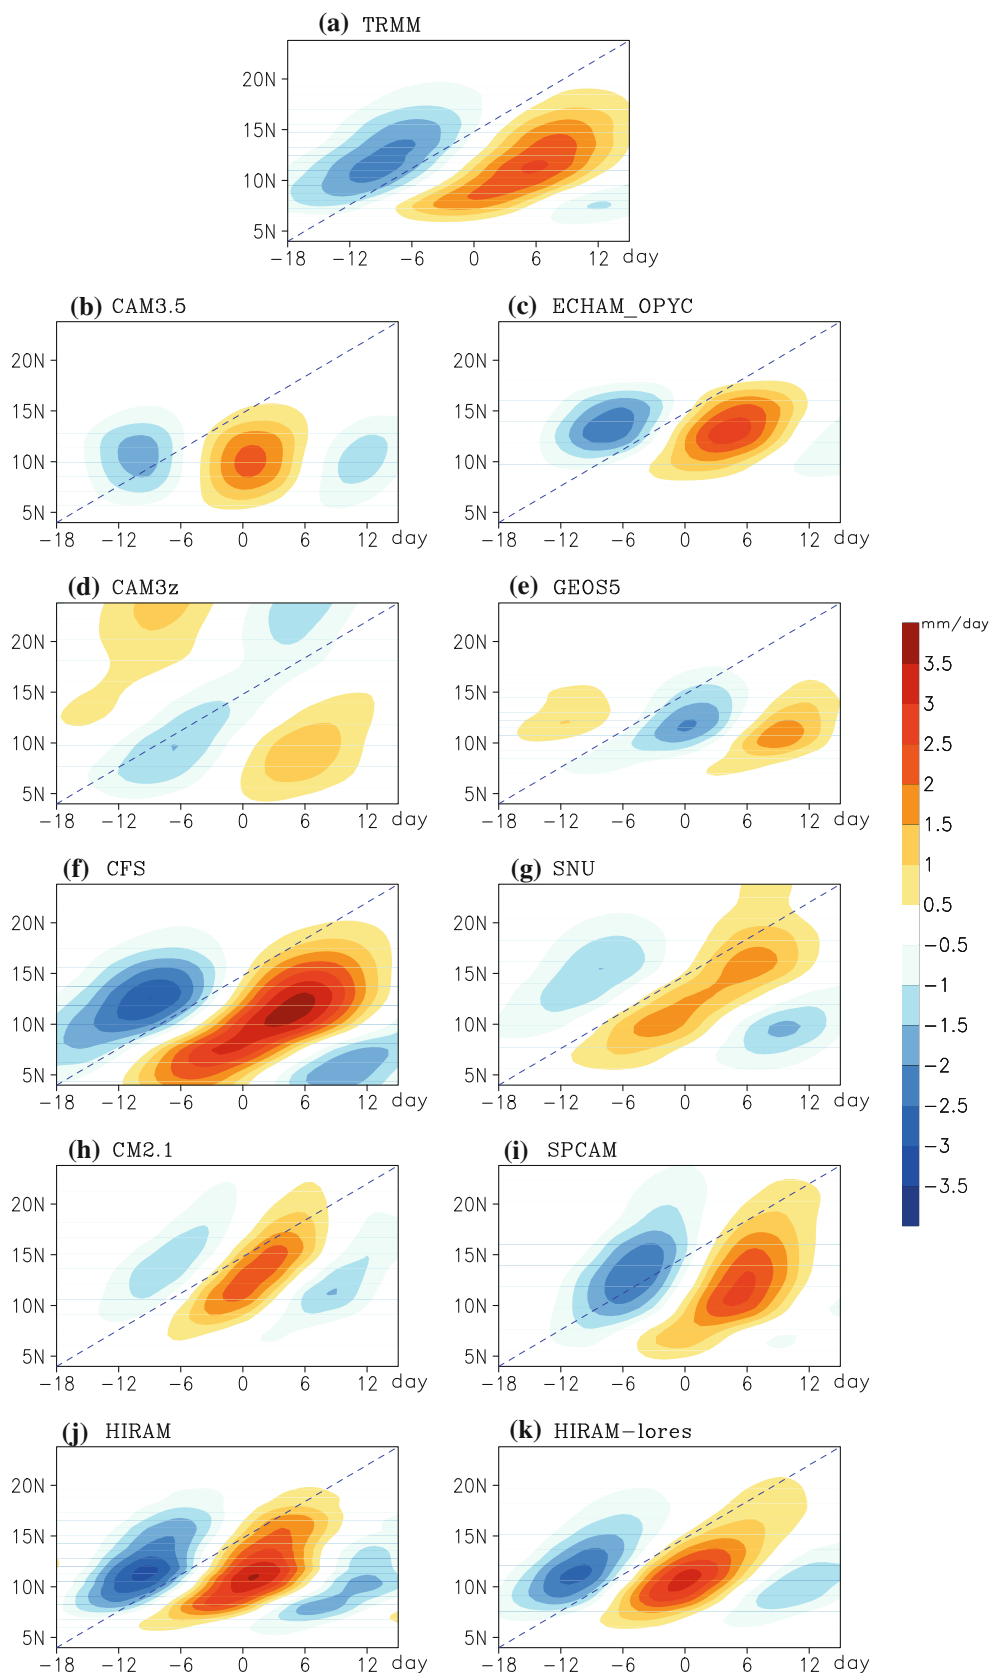 (a) TRMM
20N
15N
10N
5N
-18 -12 -6 0 6 12 day
(b) CAM3.5
20N
15N
10N
5N
-18 -12 -6 0 6 12 day
(c) ECHAM_OPYC
20N
15N
10N
5N
-18 -12 -6 0 6 12 day
(d) CAM3z
20N
15N
10N
5N
-18 -12 -6 0 6 12 day
(e) GEOS5
20N
15N
10N
5N
-18 -12 -6 0 6 12 day
(f) CFS
20N
15N
10N
5N
-18 -12 -6 0 6 12 day
(g) SNU
20N
15N
10N
5N
-18 -12 -6 0 6 12 day
(h) CM2.1
20N
15N
10N
5N
-18 -12 -6 0 6 12 day
(i) SPCAM
20N
15N
10N
5N
-18 -12 -6 0 6 12 day
(j) HIRAM
20N
15N
10N
5N
-18 -12 -6 0 6 12 day
(k) HIRAM-lores
20N
15N
10N
5N
-18 -12 -6 0 6 12 day
mm/day
3.5
3
2.5
2
1.5
1
0.5
-0.5
-1
-1.5
-2
-2.5
-3
-3.5